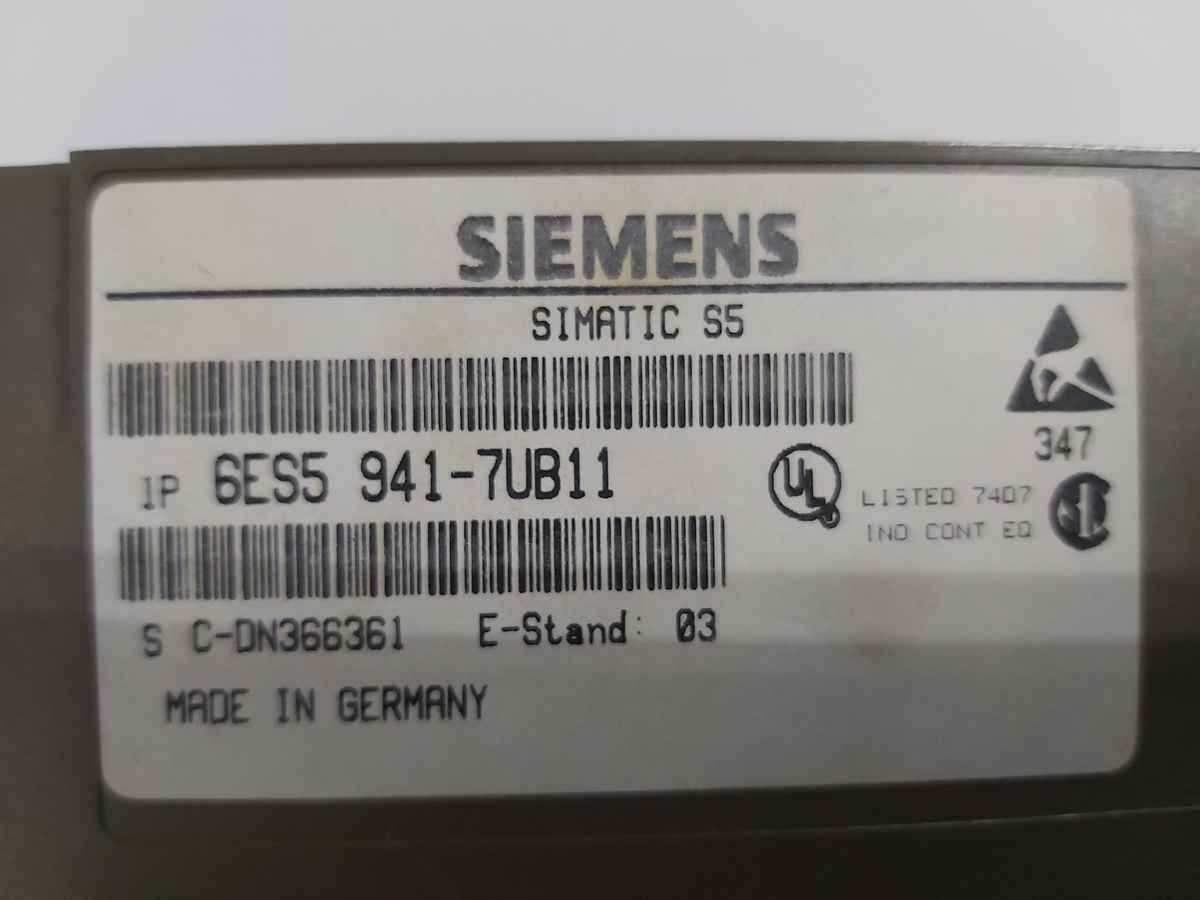 SIEMENS
SIMATIC S5
347
1P 6ES5 941-7UB11
UL
LISTED 7407
IND CONT EQ
S C-DN366361 E-Stand: 03
MADE IN GERMANY